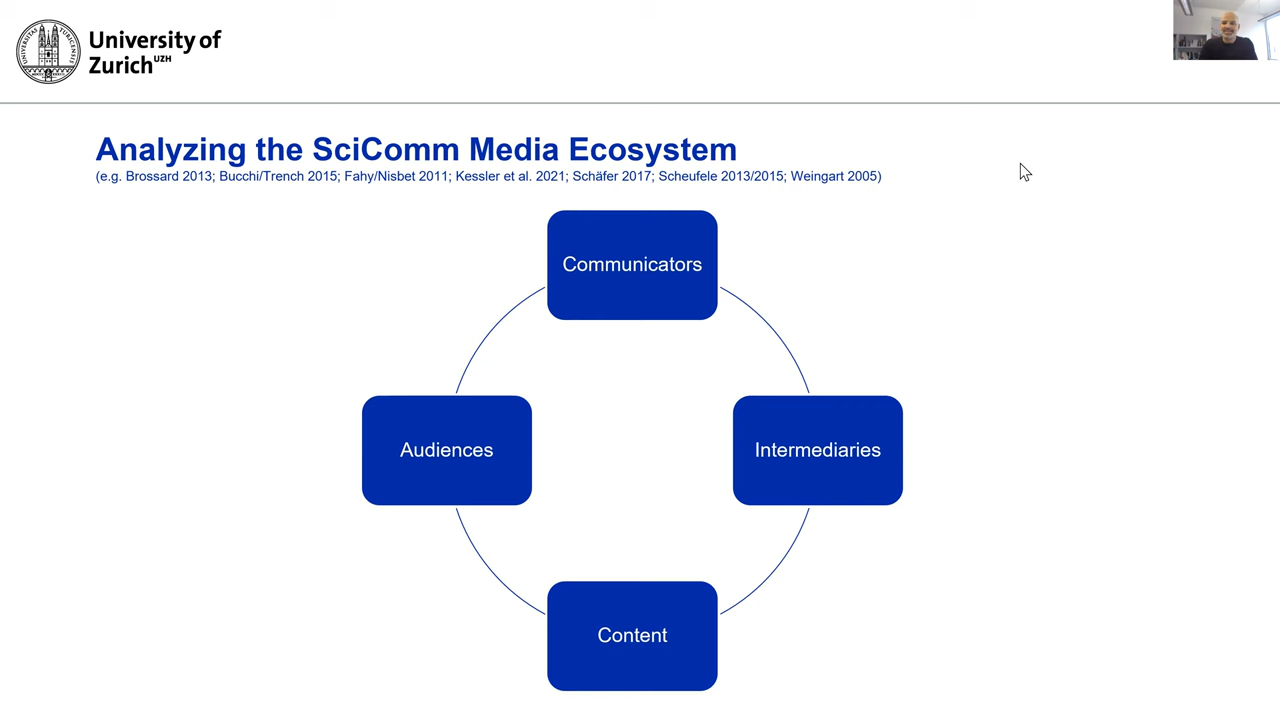 University of
Zurich UZH
Analyzing the SciComm Media Ecosystem
(e.g. Brossard 2013; Bucchi/Trench 2015; Fahy/Nisbet 2011; Kessler et al. 2021; Schäfer 2017; Scheufele 2013/2015; Weingart 2005)
Communicators
Audiences
Intermediaries
Content